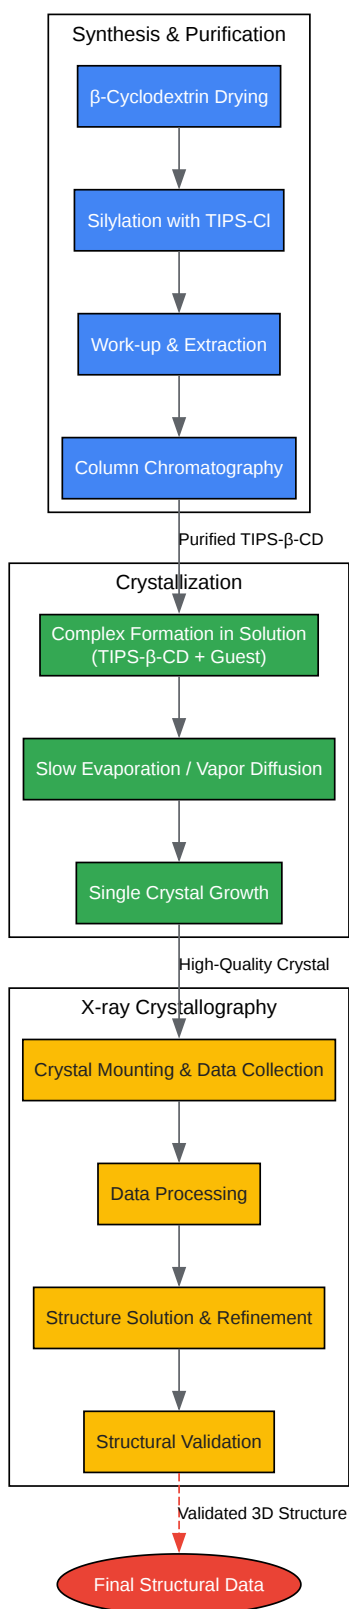 Synthesis & Purification
β-Cyclodextrin Drying
Silylation with TIPS-Cl
Work-up & Extraction
Column Chromatography
Purified TIPS-β-CD
Crystallization
Complex Formation in Solution
(TIPS-β-CD + Guest)
Slow Evaporation / Vapor Diffusion
Single Crystal Growth
High-Quality Crystal
X-ray Crystallography
Crystal Mounting & Data Collection
Data Processing
Structure Solution & Refinement
Structural Validation
Validated 3D Structure
Final Structural Data